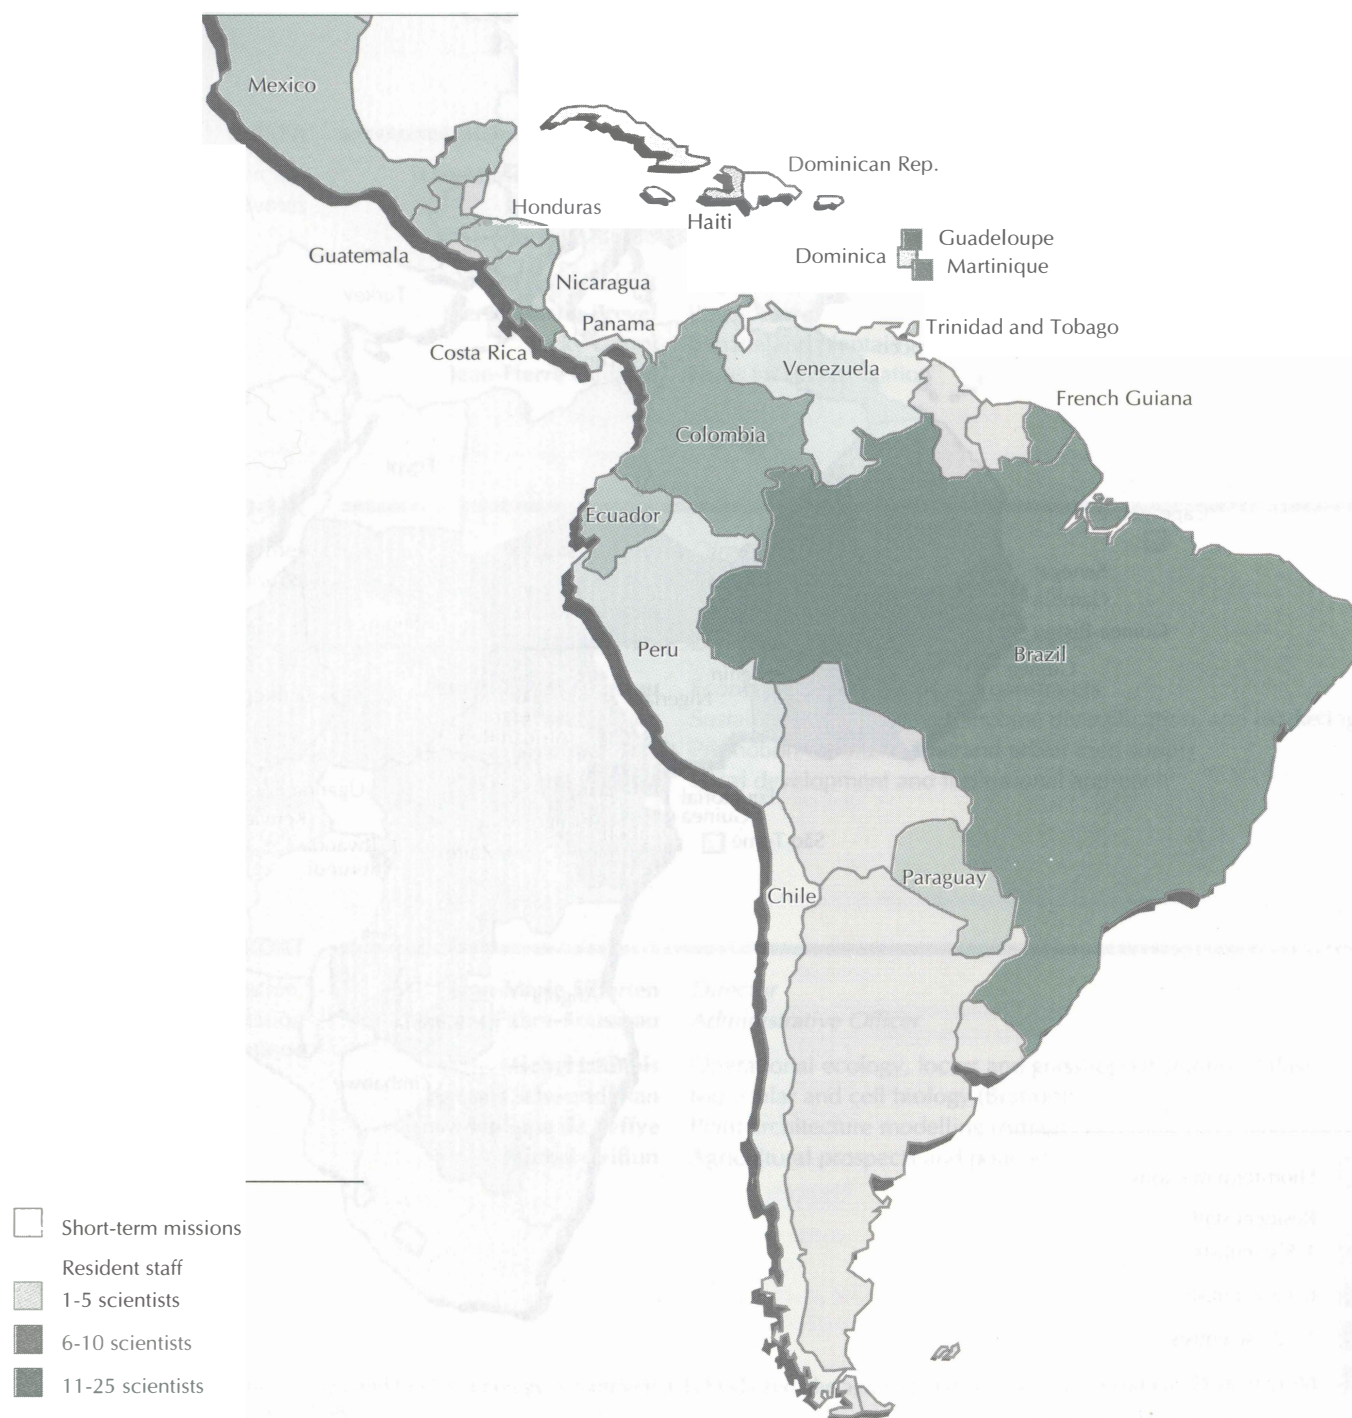 Mexico
Dominican Rep.
Honduras
Haiti
Guadeloupe
Dominica
Martinique
Guatemala
Nicaragua
Panama
Trinidad and Tobago
Costa Rica
Venezuela
French Guiana
Colombia
Ecuador
Peru
Brazil
Paraguay
Chile
Short-term missions
Resident staff
1-5 scientists
6-10 scientists
11-25 scientists